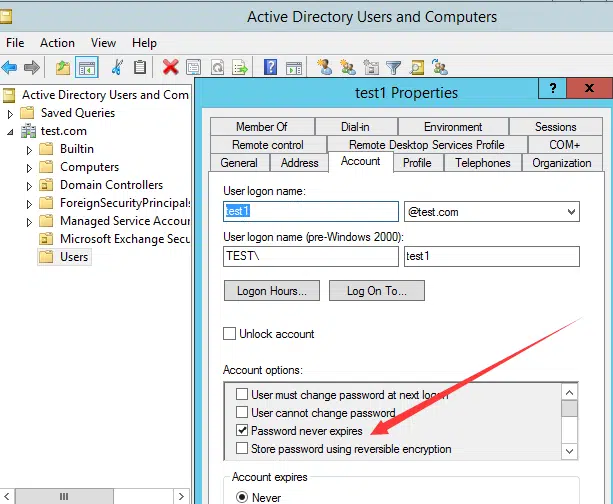 Active Directory Users and Computers
File Action View Help
Active Directory Users and Com
Saved Queries
test.com
Builtin
Computers
Domain Controllers
ForeignSecurityPrincipals
Managed Service Accoun
Microsoft Exchange Secu
Users
test1 Properties
?
x
Member Of Dial-in Environment Sessions
Remote control Remote Desktop Services Profile COM+
General Address Account Profile Telephones Organization
User logon name:
test1 @test.com
User logon name (pre-Windows 2000):
TEST\ test1
Logon Hours... Log On To...
Unlock account
Account options:
User must change password at next logon
User cannot change password
Password never expires
Store password using reversible encryption
Account expires
Never